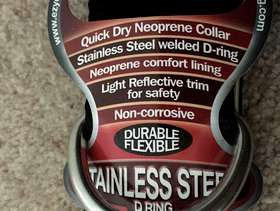 Quick Dry Neoprene Collar
Stainless Steel welded D-ring
Neoprene comfort lining
Light Reflective trim
for safety
Non-corrosive
DURABLE
FLEXIBLE
TAINLESS STEE
D RING